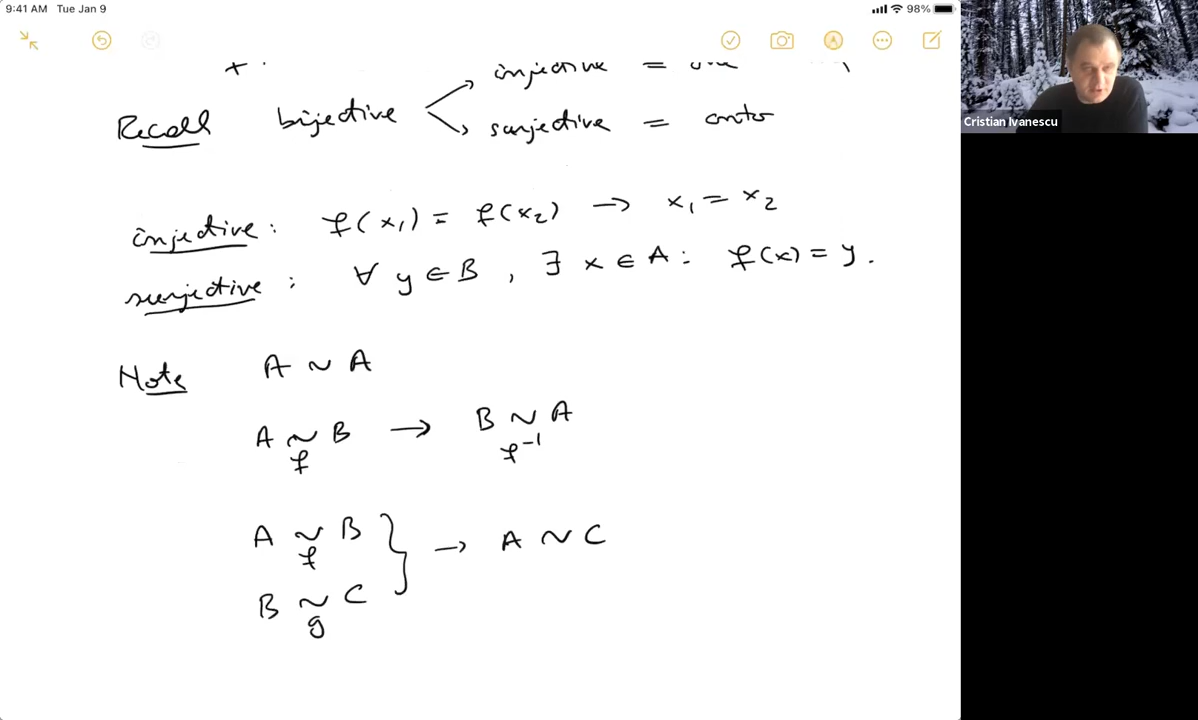 9:41 AM Tue Jan 9
98%
injective =
Recall bijective surjective = onto
Cristian Ivanescu
injective : f(x₁) = f(x₂) → x₁ = x₂
surjective : ∀ y ∈ B , ∃ x ∈ A : f(x) = y .
Note A ~ A
A ~ B → B ~ A
f f⁻¹
A ~ B } → A ~ C
f
B ~ C
g